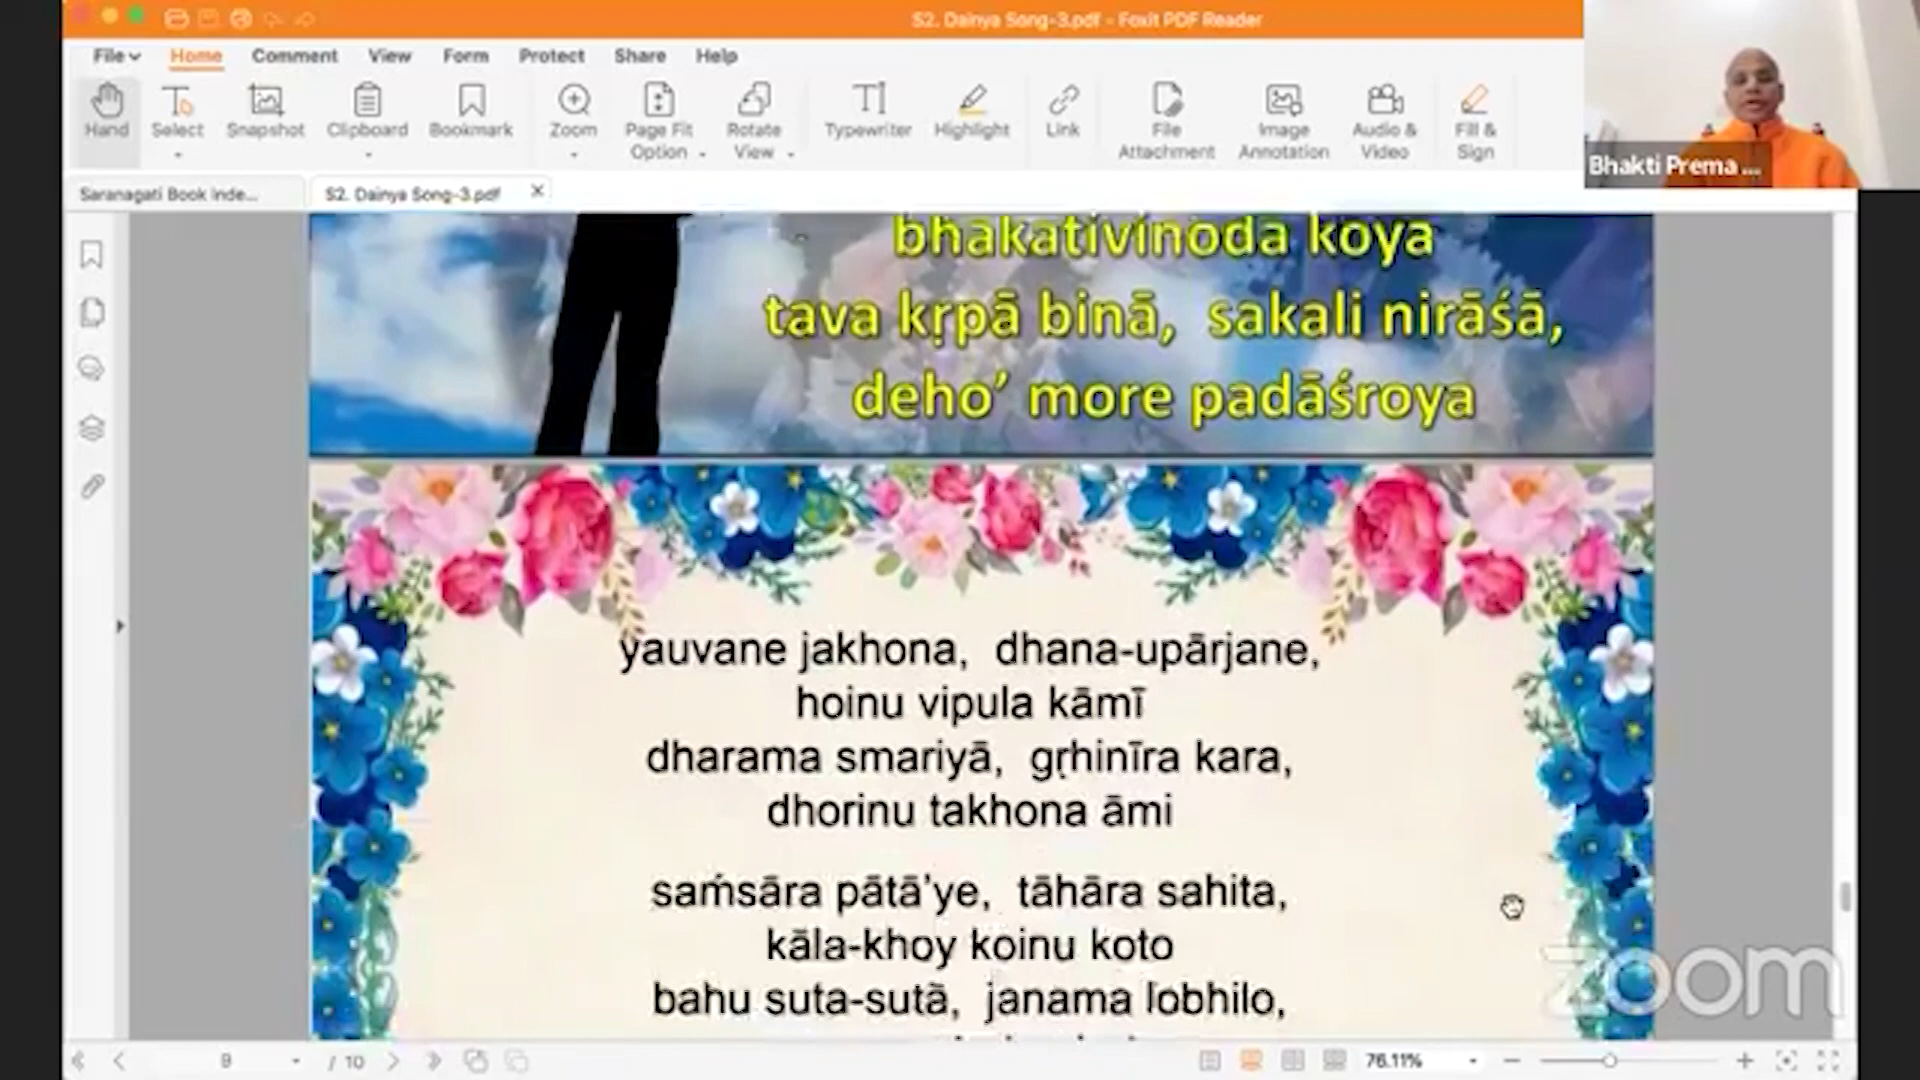 S2. Dainya Song-3.pdf - Foxit PDF Reader
File Home Comment View Form Protect Share Help
Hand Select Snapshot Clipboard Bookmark Zoom Page Fit Option Rotate View Typewriter Highlight Link File Attachment Image Annotation Audio & Video Fill & Sign
Bhakti Prema ...
Saranagati Book Inde... S2. Dainya Song-3.pdf
bhakativinoda koya
tava kṛpā binā, sakali nirāśā,
deho' more padāśroya
yauvane jakhona, dhana-upārjane,
hoinu vipula kāmī
dharama smariyā, gṛhinīra kara,
dhorinu takhona āmi
saṁsāra pātā'ye, tāhāra sahita,
kāla-khoy koinu koto
bahu suta-sutā, janama lobhilo,
zoom
9 / 10 76.11%